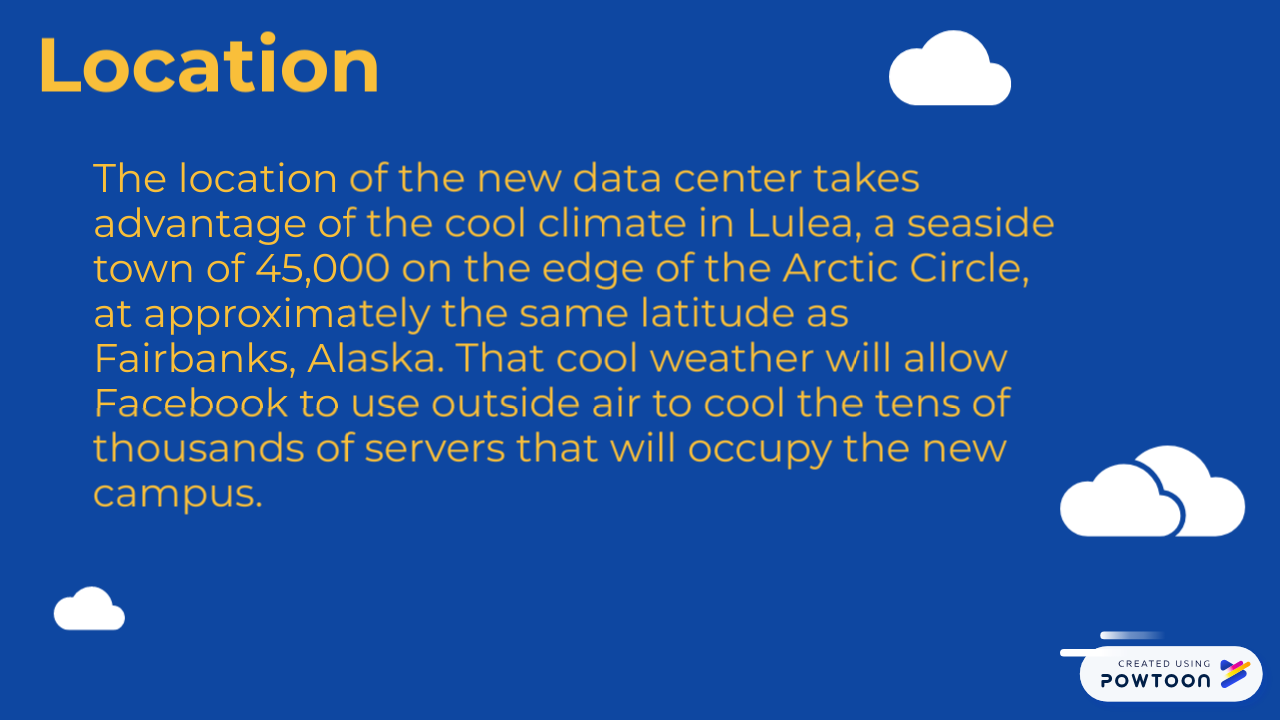 Location
The location of the new data center takes
advantage of the cool climate in Lulea, a seaside
town of 45,000 on the edge of the Arctic Circle,
at approximately the same latitude as
Fairbanks, Alaska. That cool weather will allow
Facebook to use outside air to cool the tens of
thousands of servers that will occupy the new
campus.
CREATED USING
POWTOON